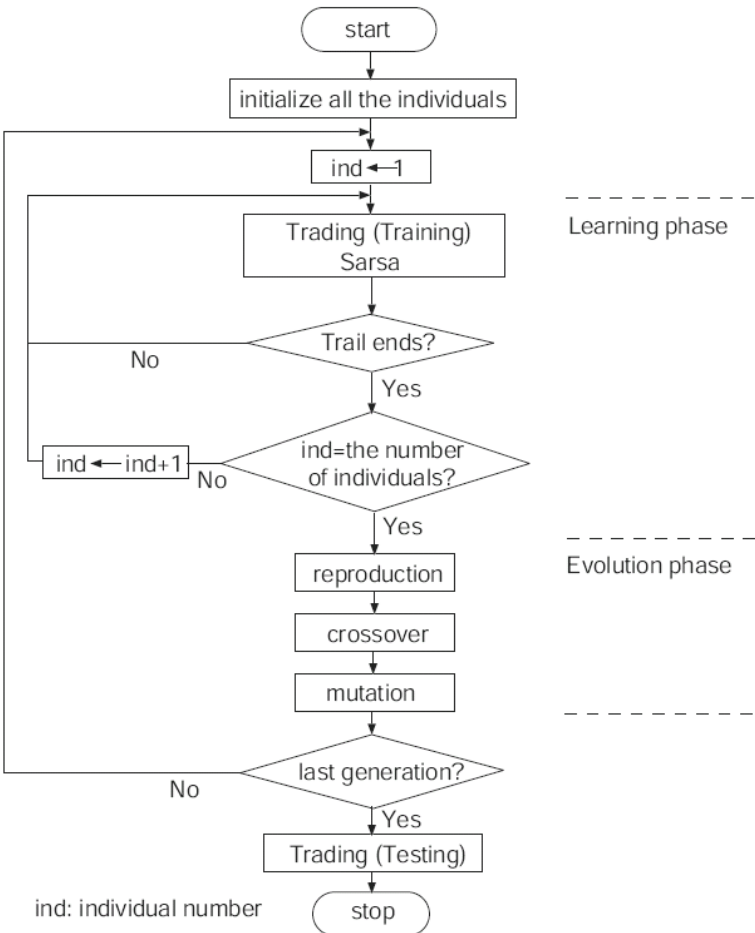 start
initialize all the individuals
ind ← 1
Trading (Training)
Sarsa
Learning phase
Trail ends?
No
Yes
ind=the number
of individuals?
ind ← ind+1
No
Yes
Evolution phase
reproduction
crossover
mutation
last generation?
No
Yes
Trading (Testing)
ind: individual number
stop